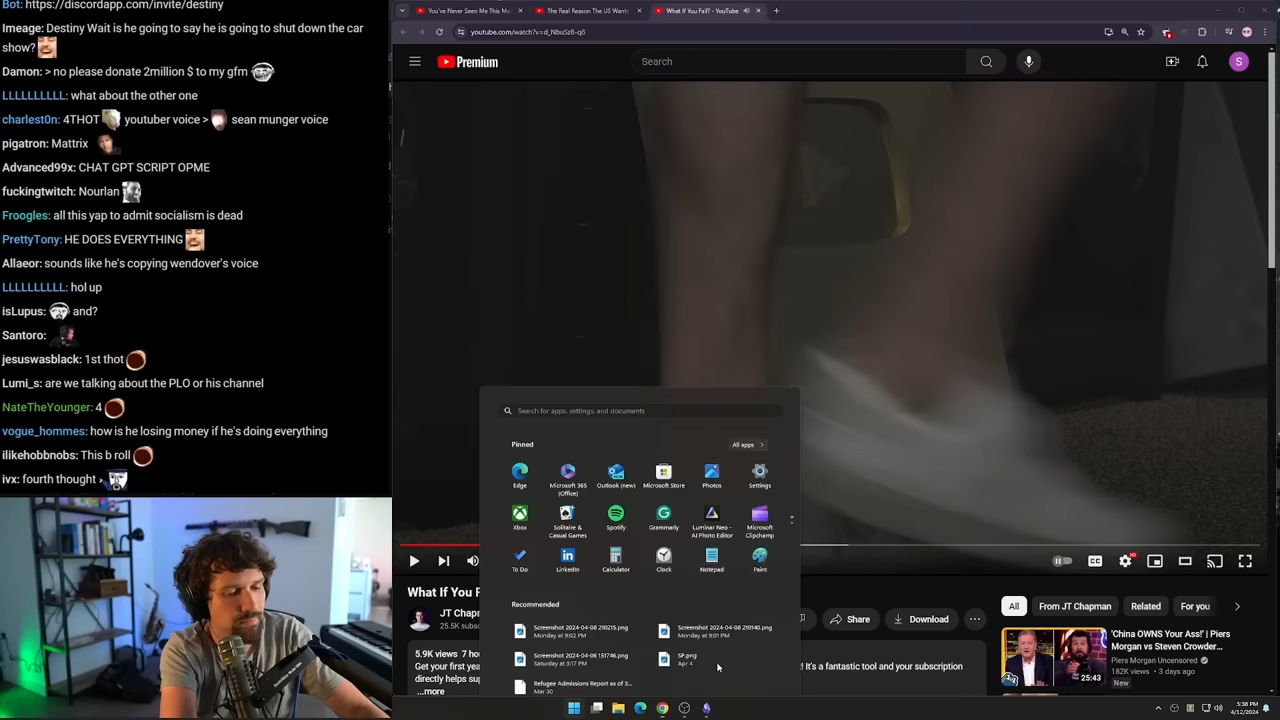 Bot: https://discordapp.com/invite/destiny
Imeage: Destiny Wait is he going to say he is going to shut down the car
show?
Damon: > no please donate 2million $ to my gfm
LLLLLLLLLL: what about the other one
charlest0n: 4THOT youtuber voice > sean munger voice
pigatron: Mattrix
Advanced99x: CHAT GPT SCRIPT OPME
fuckingtwitch: Nourlan
Froogles: all this yap to admit socialism is dead
PrettyTony: HE DOES EVERYTHING
Allaeor: sounds like he's copying wendover's voice
LLLLLLLLLL: hol up
isLupus: and?
Santoro:
jesuswasblack: 1st thot
Lumi_s: are we talking about the PLO or his channel
NateTheYounger: 4
vogue_hommes: how is he losing money if he's doing everything
ilikehobbnobs: This b roll
ivx: fourth thought >
You've Never Seen Me This Ma
The Real Reason The US Wants
What If You Fail? - YouTube
youtube.com/watch?v=d_NbuSz8-q8
Premium
Search
S
Search for apps, settings, and documents
Pinned
All apps
Edge
Microsoft 365
(Office)
Outlook (new)
Microsoft Store
Photos
Settings
Xbox
Solitaire &
Casual Games
Spotify
Grammarly
Luminar Neo -
AI Photo Editor
Microsoft
Clipchamp
To Do
LinkedIn
Calculator
Clock
Notepad
Paint
Recommended
Screenshot 2024-04-08 210215.png
Monday at 9:02 PM
Screenshot 2024-04-08 210140.png
Monday at 9:01 PM
Screenshot 2024-04-06 151746.png
Saturday at 3:17 PM
SP.png
Apr 4
Refugee Admissions Report as of 3...
Mar 30
What If You F
JT Chapm
25.5K subsc
Share
Download
5.9K views 7 hou
Get your first year
directly helps sup
...more
!! It's a fantastic tool and your subscription
All
From JT Chapman
Related
For you
China OWNS Your Ass!' | Piers
Morgan vs Steven Crowder...
Piers Morgan Uncensored
182K views • 3 days ago
New
25:43
5:38 PM
4/12/2024